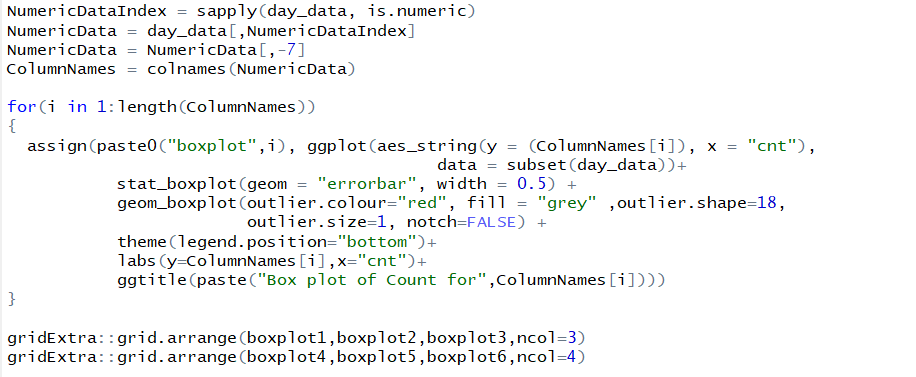 NumericDataIndex = sapply(day_data, is.numeric)
NumericData = day_data[,NumericDataIndex]
NumericData = NumericData[,-7]
ColumnNames = colnames(NumericData)

for(i in 1:length(ColumnNames))
{
  assign(paste0("boxplot",i), ggplot(aes_string(y = (ColumnNames[i]), x = "cnt"),
                                           data = subset(day_data))+
           stat_boxplot(geom = "errorbar", width = 0.5) +
           geom_boxplot(outlier.colour="red", fill = "grey" ,outlier.shape=18,
                        outlier.size=1, notch=FALSE) +
           theme(legend.position="bottom")+
           labs(y=ColumnNames[i],x="cnt")+
           ggtitle(paste("Box plot of Count for",ColumnNames[i])))
}

gridExtra::grid.arrange(boxplot1,boxplot2,boxplot3,ncol=3)
gridExtra::grid.arrange(boxplot4,boxplot5,boxplot6,ncol=4)